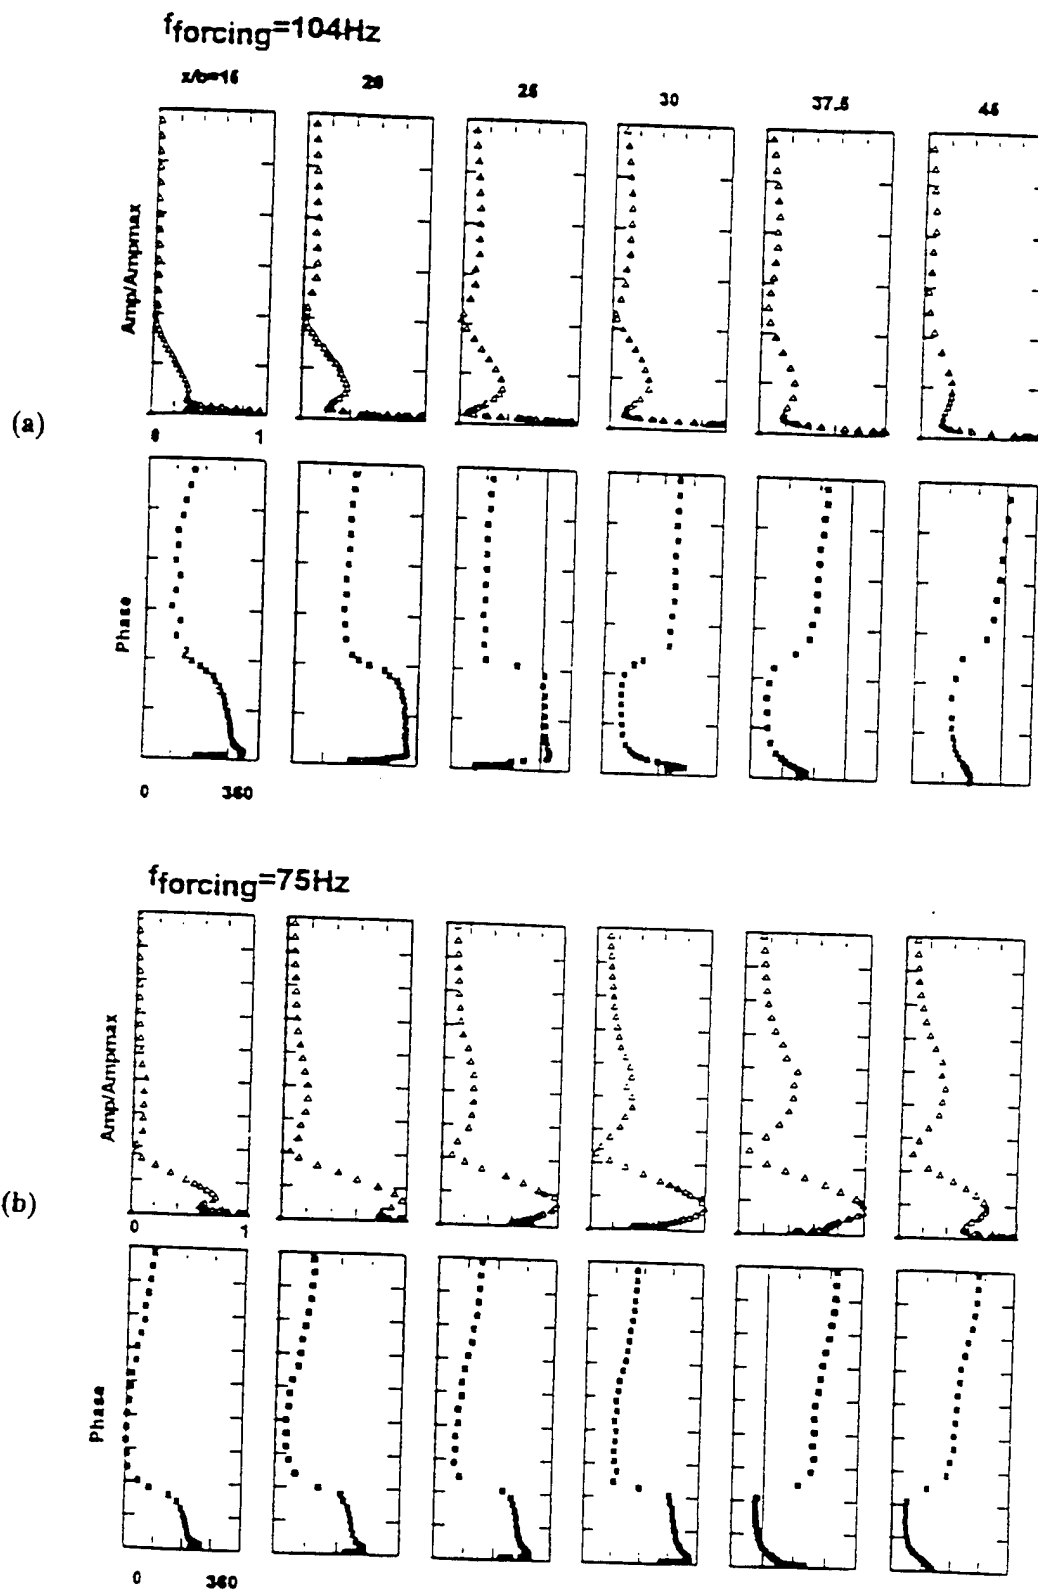 fforcing=104Hz
x/b=15 20 25 30 37.5 45
Amp/Ampmax
(a)
0 1
Phase
0 360
fforcing=75Hz
Amp/Ampmax
(b)
0 1
Phase
0 360